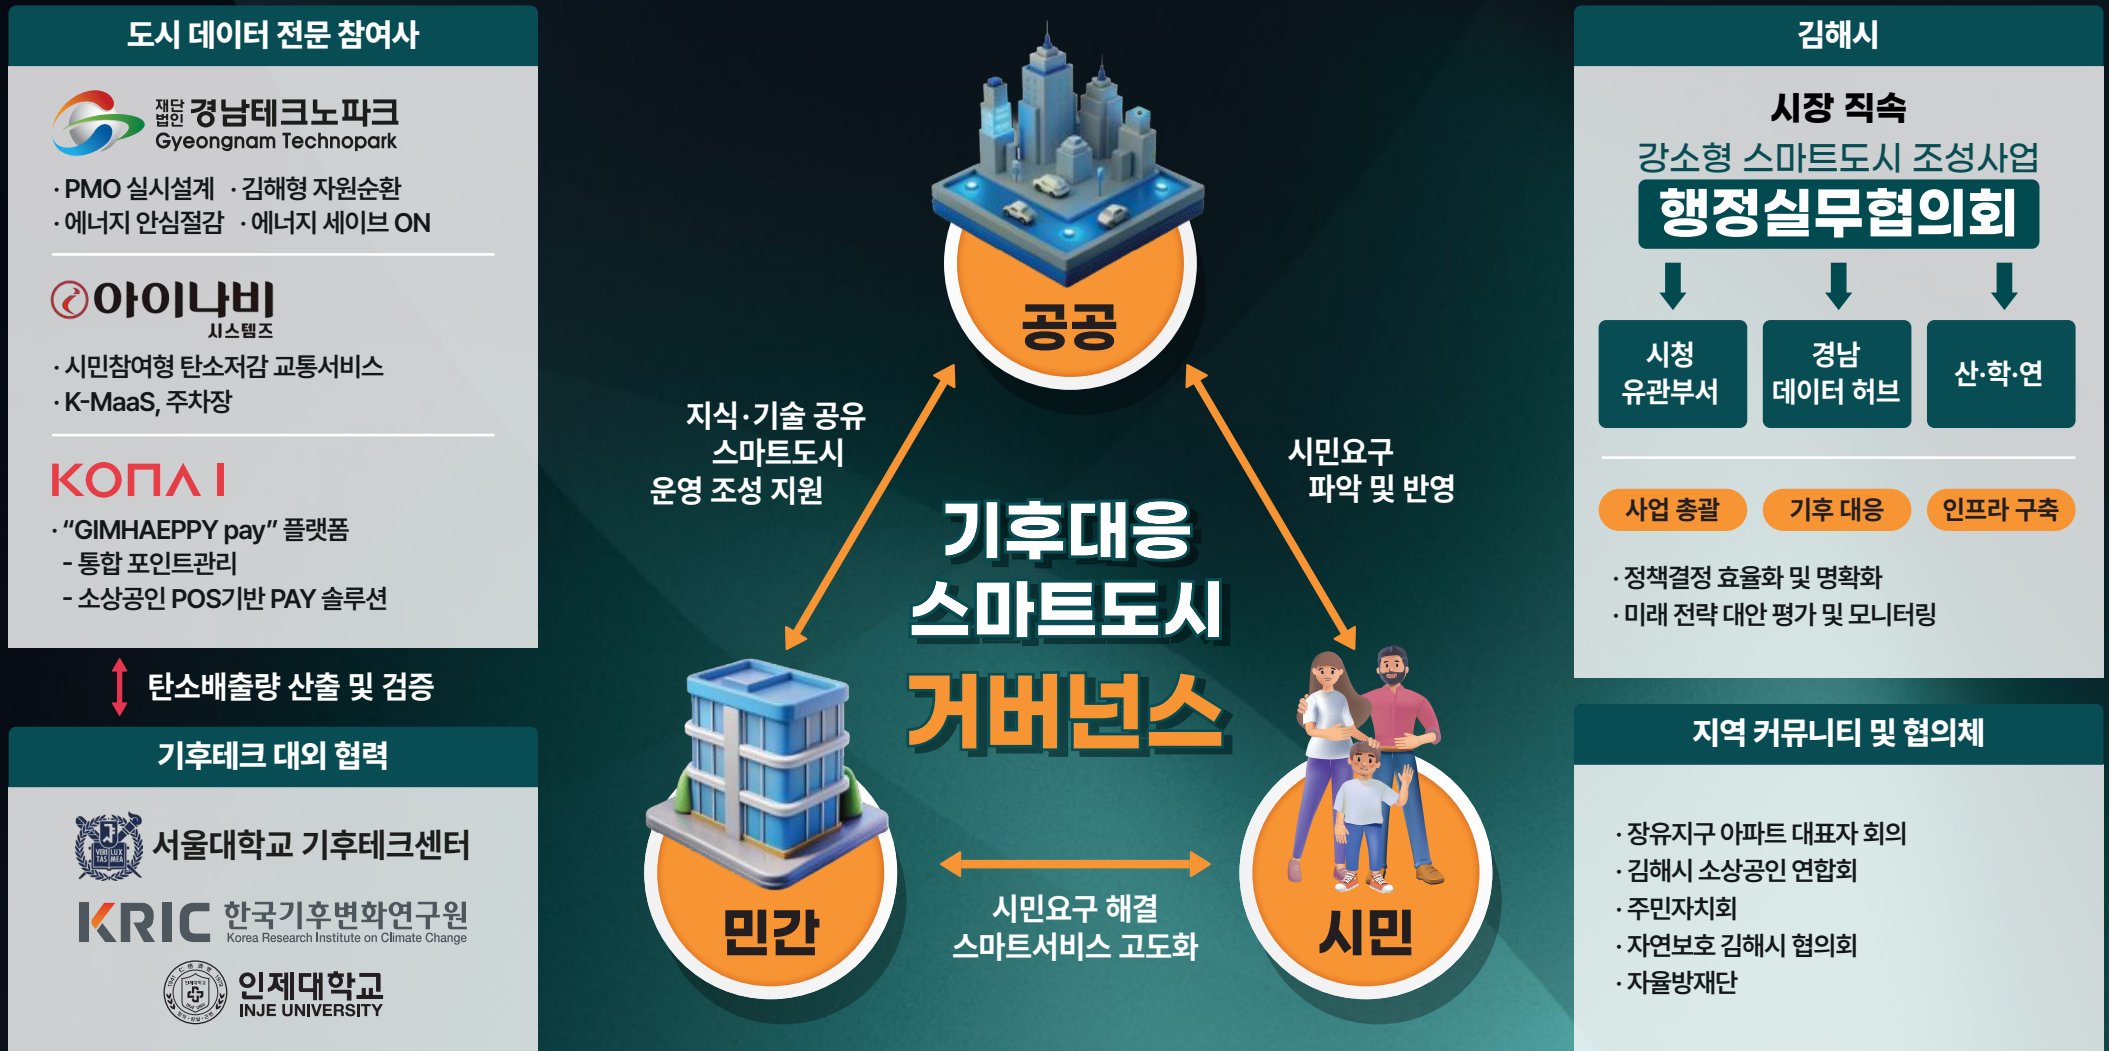 도시 데이터 전문 참여사
재단법인 경남테크노파크
Gyeongnam Technopark
· PMO 실시설계 · 김해형 자원순환
· 에너지 안심절감 · 에너지 세이브 ON
아이나비
시스템즈
· 시민참여형 탄소저감 교통서비스
· K-MaaS, 주차장
KONA I
· “GIMHAEPPY pay” 플랫폼
- 통합 포인트관리
- 소상공인 POS기반 PAY 솔루션
탄소배출량 산출 및 검증
기후테크 대외 협력
VERI LUX
TAS MEA
서울대학교 기후테크센터
KRIC 한국기후변화연구원
Korea Research Institute on Climate Change
인제대학교
INJE UNIVERSITY
공공
지식·기술 공유
스마트도시
운영 조성 지원
시민요구
파악 및 반영
기후대응
스마트도시
거버넌스
민간
시민요구 해결
스마트서비스 고도화
시민
김해시
시장 직속
강소형 스마트도시 조성사업
행정실무협의회
시청
유관부서
경남
데이터 허브
산·학·연
사업 총괄
기후 대응
인프라 구축
· 정책결정 효율화 및 명확화
· 미래 전략 대안 평가 및 모니터링
지역 커뮤니티 및 협의체
· 장유지구 아파트 대표자 회의
· 김해시 소상공인 연합회
· 주민자치회
· 자연보호 김해시 협의회
· 자율방재단